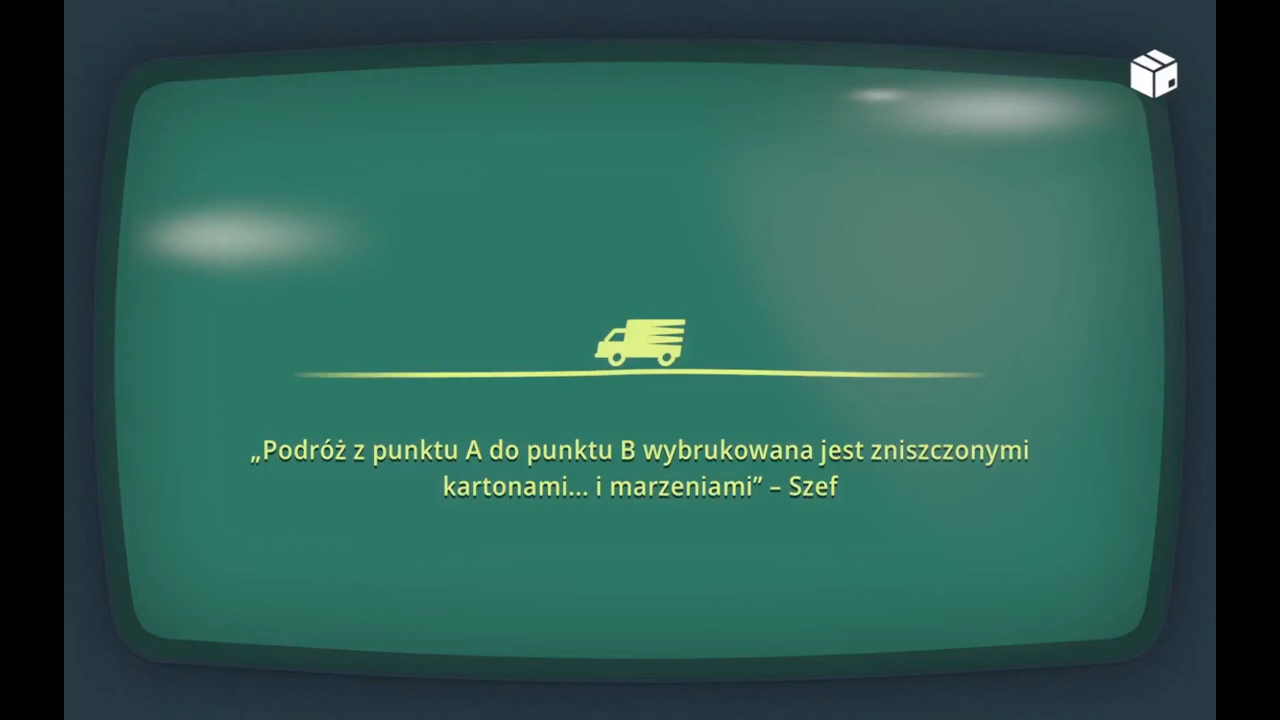 „Podróż z punktu A do punktu B wybrukowana jest zniszczonymi
kartonami... i marzeniami” – Szef